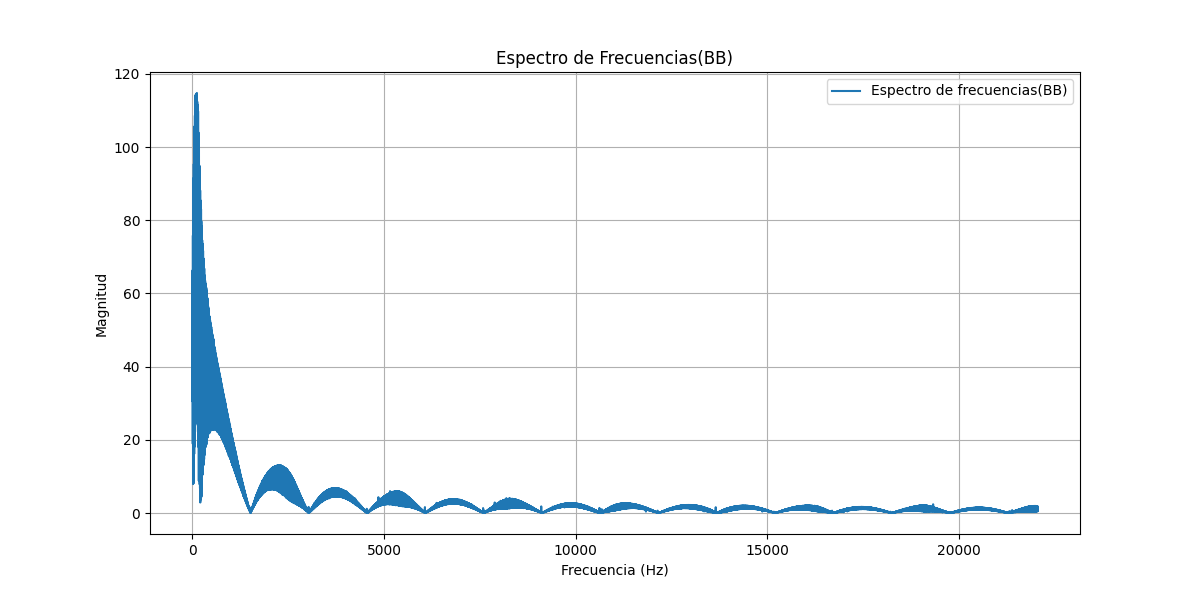 Espectro de Frecuencias(BB)
Espectro de frecuencias(BB)
120
100
80
60
40
20
0
Magnitud
0 5000 10000 15000 20000
Frecuencia (Hz)